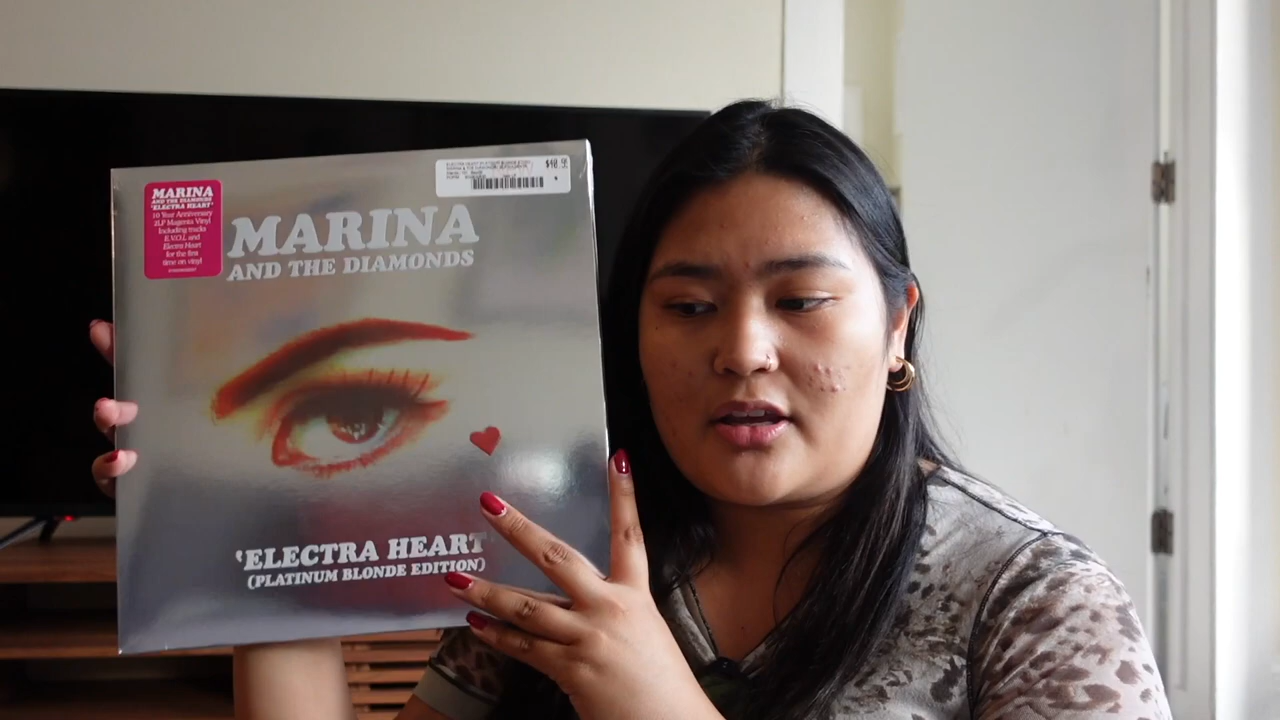 MARINA
AND THE DIAMONDS
'ELECTRA HEART'
10 Year Anniversary
2LP Magenta Vinyl
Including tracks
E.V.O.L and
Electra Heart
for the first
time on vinyl
MARINA
AND THE DIAMONDS
'ELECTRA HEART'
(PLATINUM BLONDE EDITION)